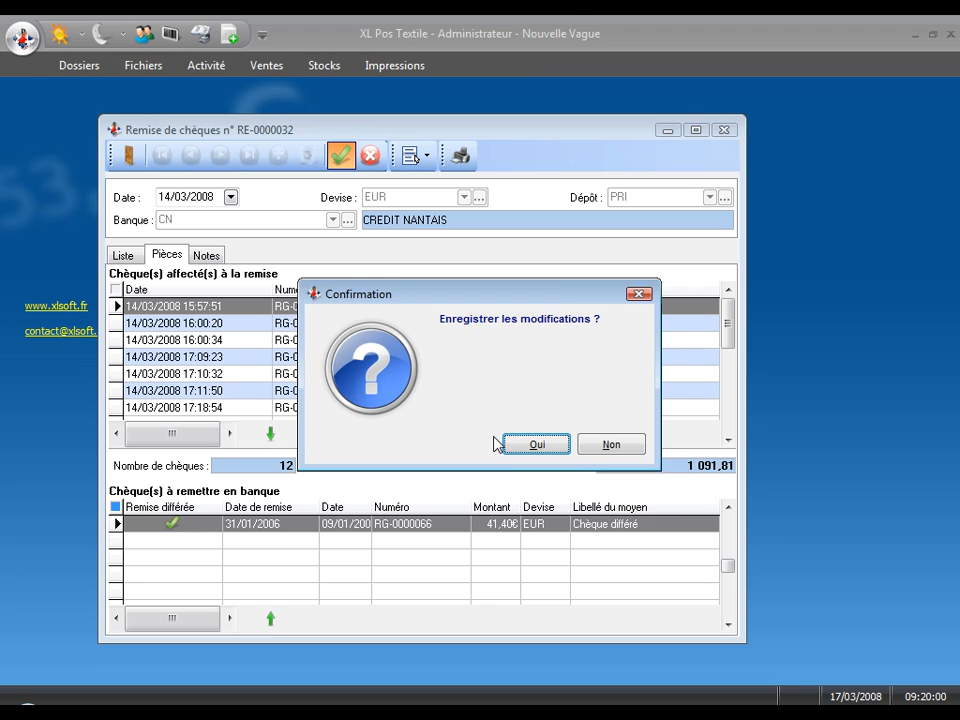 XL Pos Textile - Administrateur - Nouvelle Vague
Dossiers Fichiers Activité Ventes Stocks Impressions
www.xlsoft.fr
contact@xlsoft.
Remise de chèques n° RE-0000032
Date : 14/03/2008 Devise : EUR Dépôt : PRI
Banque : CN CREDIT NANTAIS
Liste Pièces Notes
Chèque(s) affecté(s) à la remise
Date
14/03/2008 15:57:51 RG-0
14/03/2008 16:00:20 RG-0
14/03/2008 16:00:34 RG-0
14/03/2008 17:09:23 RG-0
14/03/2008 17:10:32 RG-0
14/03/2008 17:11:50 RG-0
14/03/2008 17:18:54 RG-0
Nombre de chèques : 12 1 091,81
Confirmation
Enregistrer les modifications ?
Oui Non
Chèque(s) à remettre en banque
Remise différée Date de remise Date Numéro Montant Devise Libellé du moyen
31/01/2006 09/01/200 RG-0000066 41,40€ EUR Chèque différé
17/03/2008 09:20:00